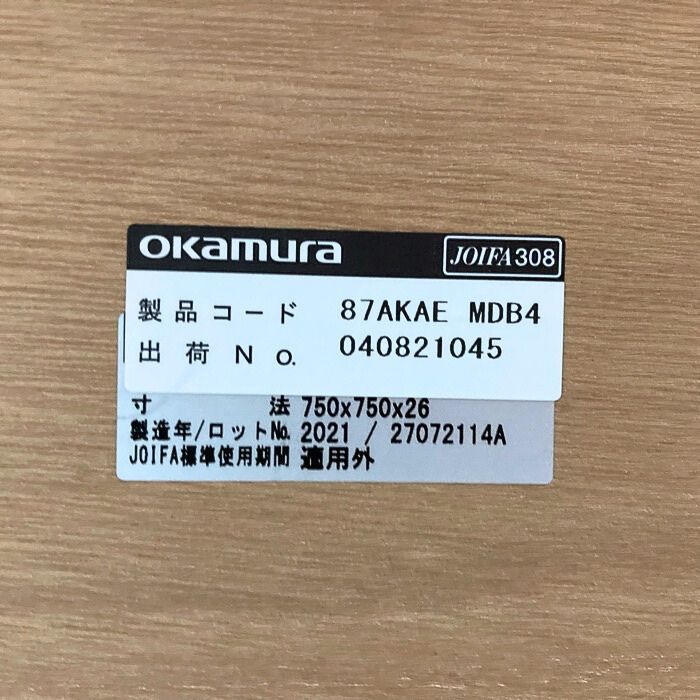 okamura JOIFA308
製品コード 87AKAE MDB4
出荷No. 040821045
寸法 750x750x26
製造年/ロットNo. 2021 / 27072114A
JOIFA標準使用期間 適用外